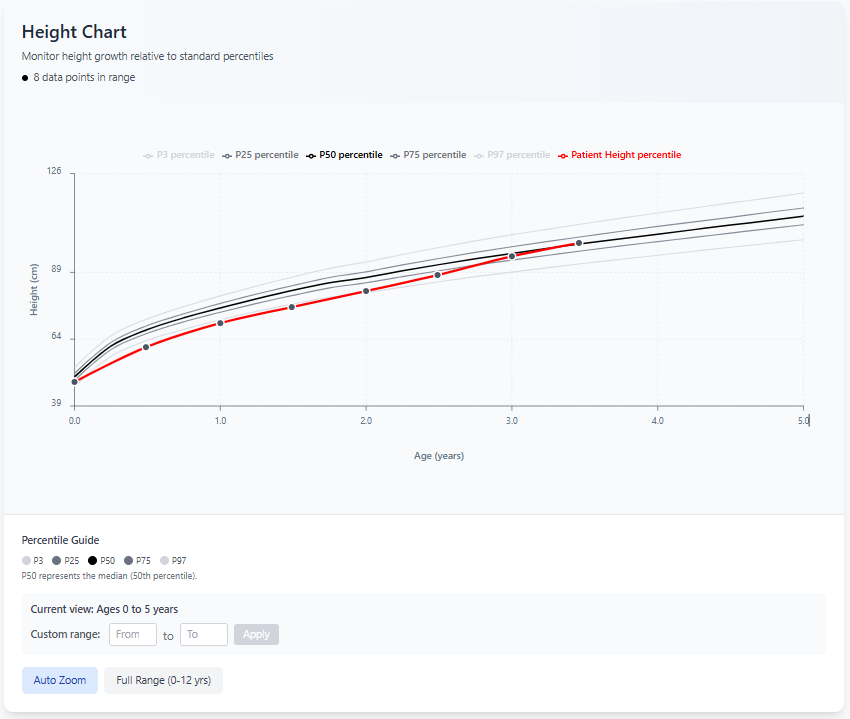 Height Chart
Monitor height growth relative to standard percentiles
8 data points in range
P3 percentile P25 percentile P50 percentile P75 percentile P97 percentile Patient Height percentile
126
89
64
39
Height (cm)
0.0 1.0 2.0 3.0 4.0 5.0
Age (years)
Percentile Guide
P3 P25 P50 P75 P97
P50 represents the median (50th percentile).
Current view: Ages 0 to 5 years
Custom range: From to To Apply
Auto Zoom Full Range (0-12 yrs)